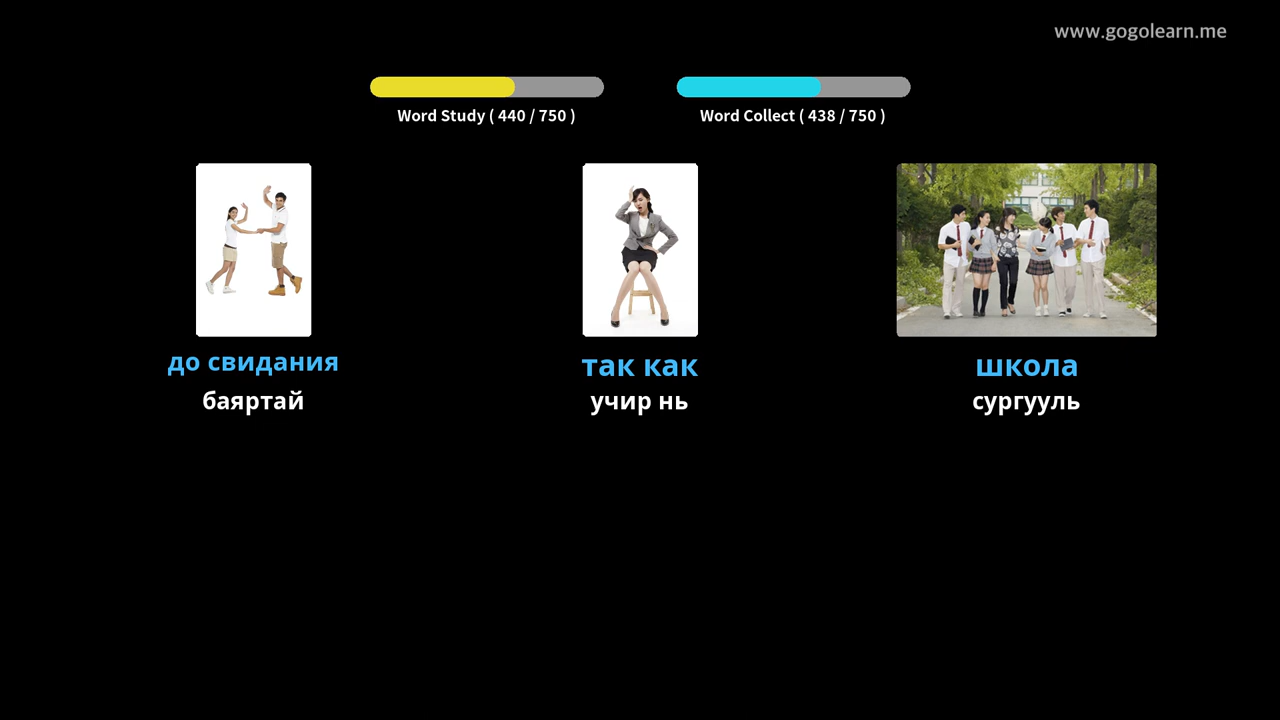 www.gogolearn.me
Word Study ( 440 / 750 )
Word Collect ( 438 / 750 )
до свидания
баяртай
так как
учир нь
школа
сургууль